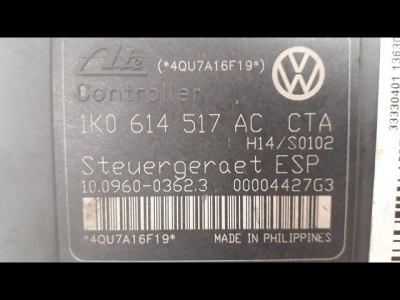 Ate (*4QU7A16F19*)
Controller
1K0 614 517 AC CTA
H14/S0102
Steuergeraet ESP
10.0960-0362.3 00004427G3
*4QU7A16F19* MADE IN PHILIPPINES
33330401